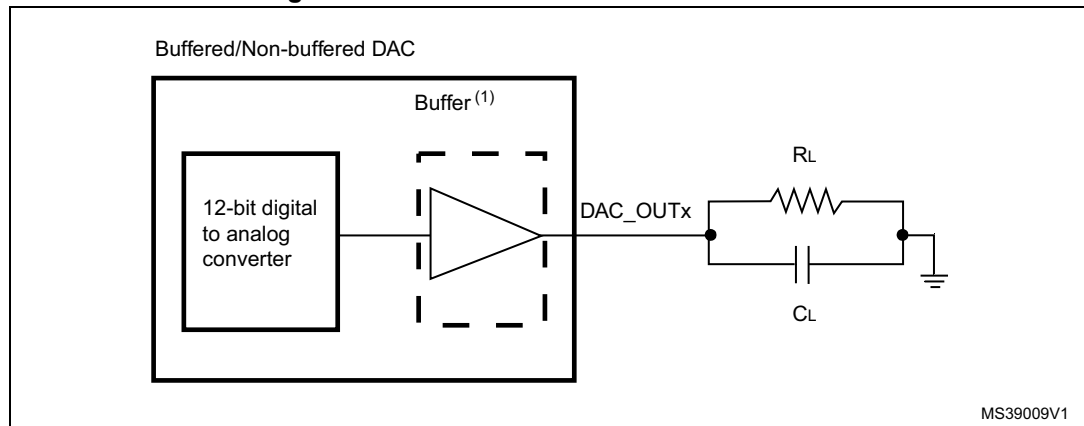 Buffered/Non-buffered DAC
Buffer (1)
12-bit digital
to analog
converter
DAC_OUTx
RL
CL
MS39009V1